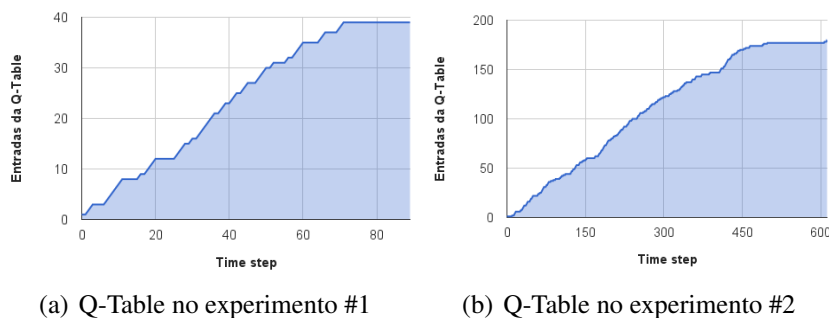 40
30
20
10
0
Entradas da Q-Table
0 20 40 60 80
Time step
(a) Q-Table no experimento #1
200
150
100
50
0
Entradas da Q-Table
0 150 300 450 600
Time step
(b) Q-Table no experimento #2